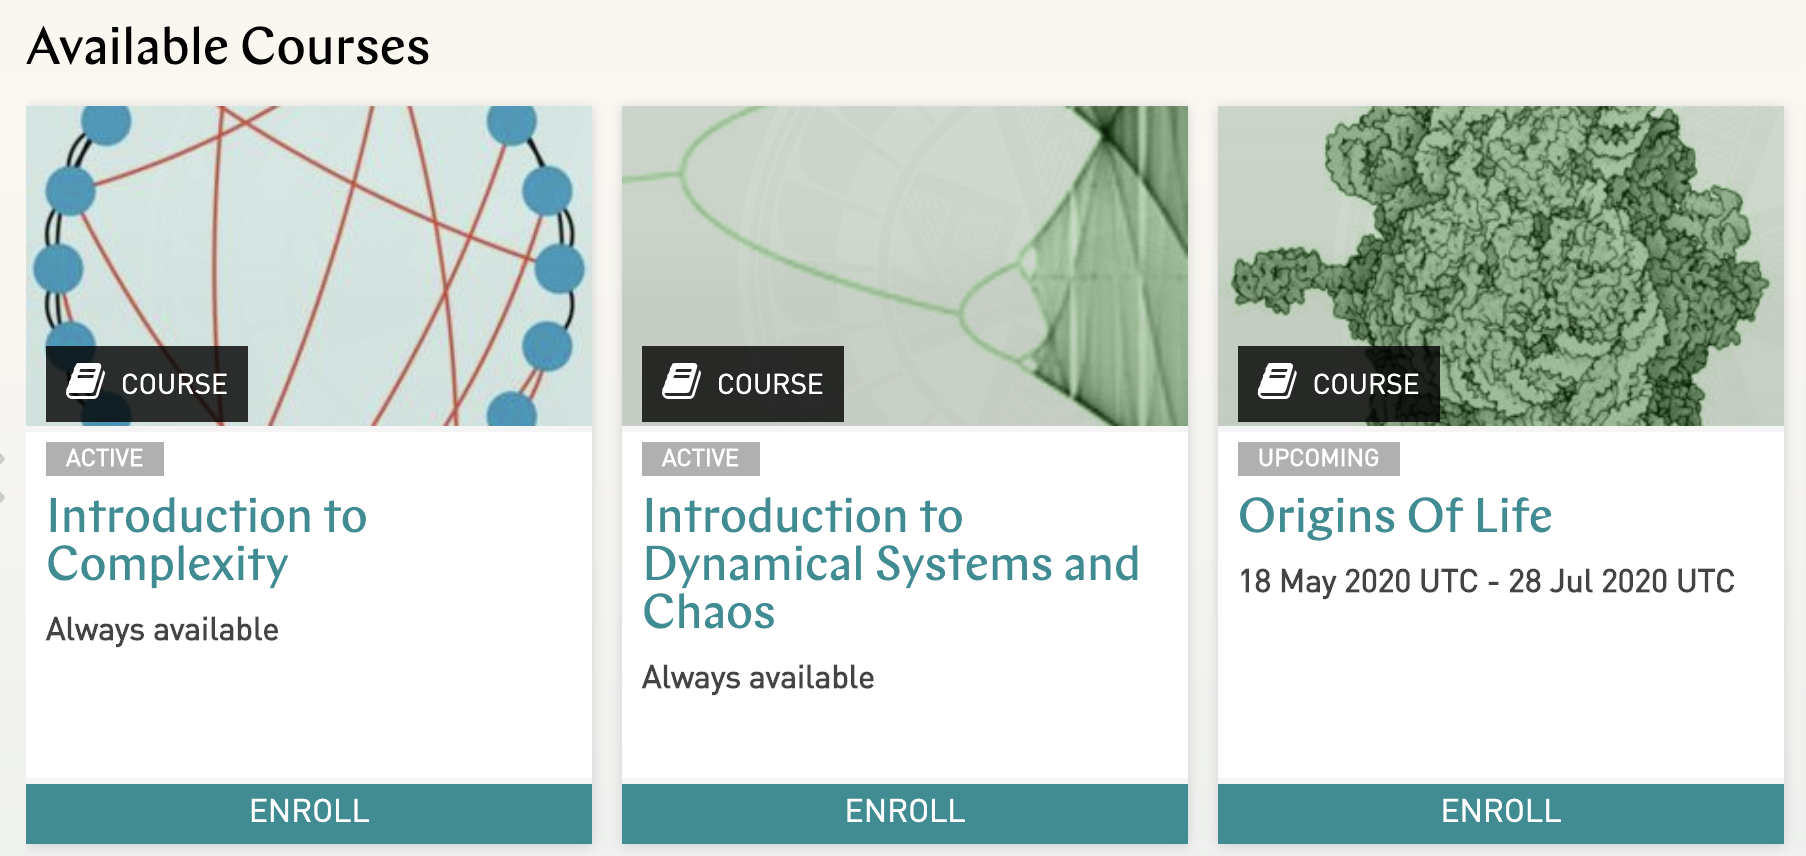 Available Courses
COURSE
ACTIVE
Introduction to
Complexity
Always available
ENROLL
COURSE
ACTIVE
Introduction to
Dynamical Systems and
Chaos
Always available
ENROLL
COURSE
UPCOMING
Origins Of Life
18 May 2020 UTC - 28 Jul 2020 UTC
ENROLL